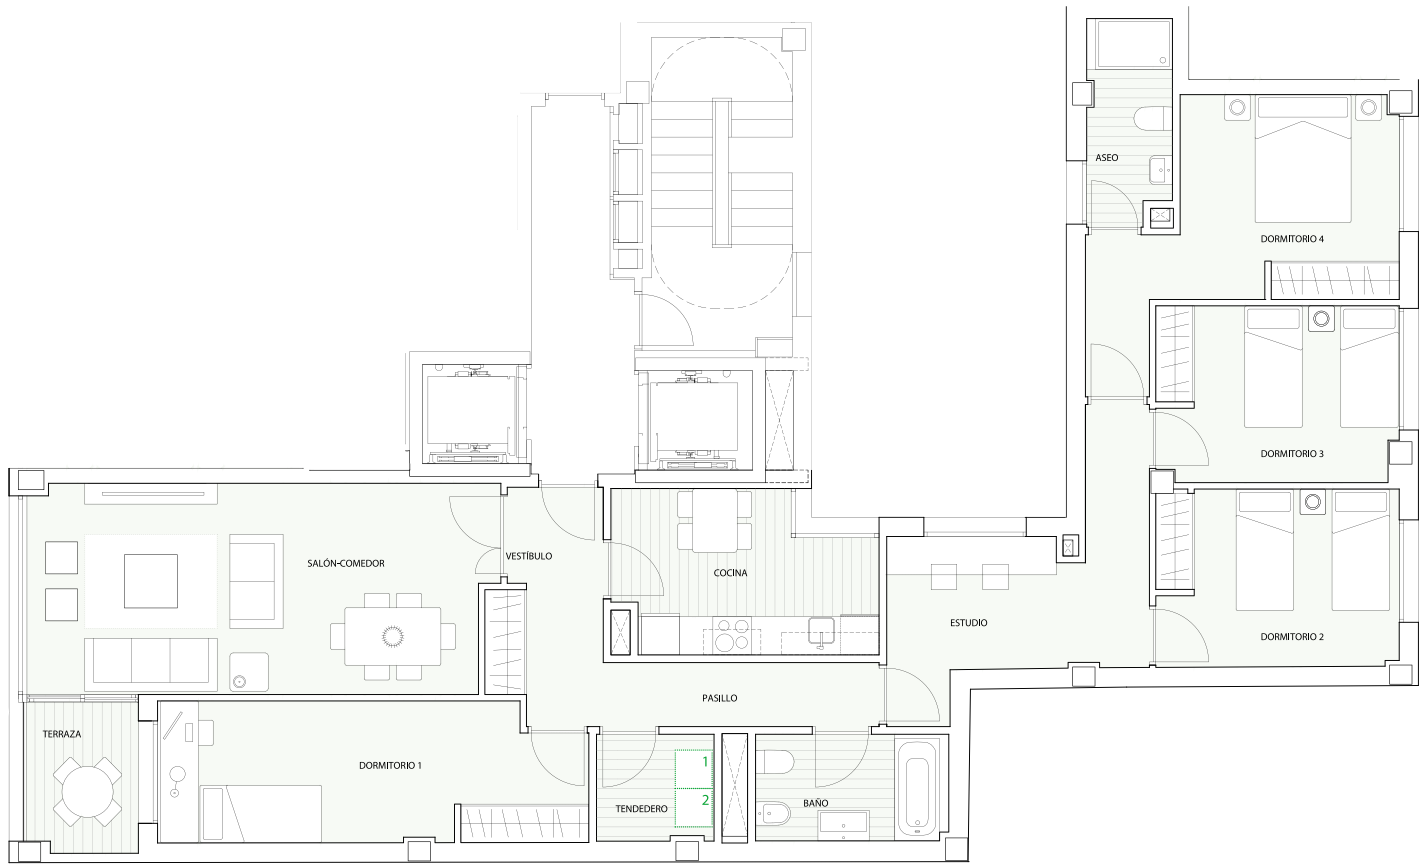 ASEO
DORMITORIO 4
DORMITORIO 3
VESTÍBULO
SALÓN-COMEDOR
COCINA
ESTUDIO
DORMITORIO 2
PASILLO
TERRAZA
DORMITORIO 1
1
2
TENDEDERO
BAÑO